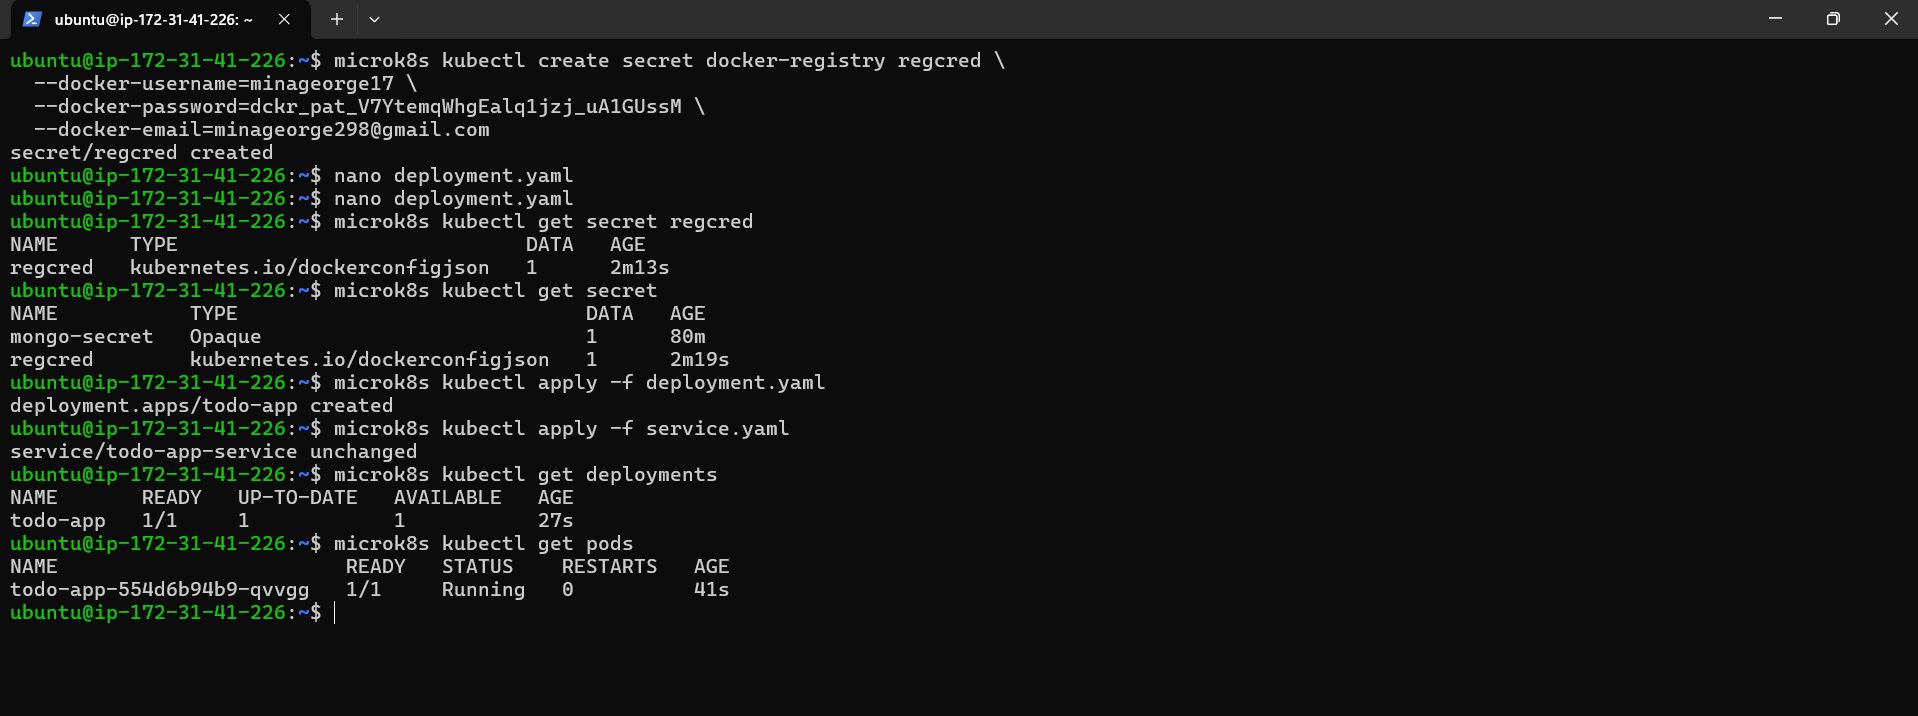 ubuntu@ip-172-31-41-226: ~
ubuntu@ip-172-31-41-226:~$ microk8s kubectl create secret docker-registry regcred \
  --docker-username=minageorge17 \
  --docker-password=dckr_pat_V7YtemqWhgEalq1jzj_uA1GUssM \
  --docker-email=minageorge298@gmail.com
secret/regcred created
ubuntu@ip-172-31-41-226:~$ nano deployment.yaml
ubuntu@ip-172-31-41-226:~$ nano deployment.yaml
ubuntu@ip-172-31-41-226:~$ microk8s kubectl get secret regcred
NAME      TYPE                             DATA   AGE
regcred   kubernetes.io/dockerconfigjson   1      2m13s
ubuntu@ip-172-31-41-226:~$ microk8s kubectl get secret
NAME           TYPE                             DATA   AGE
mongo-secret   Opaque                           1      80m
regcred        kubernetes.io/dockerconfigjson   1      2m19s
ubuntu@ip-172-31-41-226:~$ microk8s kubectl apply -f deployment.yaml
deployment.apps/todo-app created
ubuntu@ip-172-31-41-226:~$ microk8s kubectl apply -f service.yaml
service/todo-app-service unchanged
ubuntu@ip-172-31-41-226:~$ microk8s kubectl get deployments
NAME       READY   UP-TO-DATE   AVAILABLE   AGE
todo-app   1/1     1            1           27s
ubuntu@ip-172-31-41-226:~$ microk8s kubectl get pods
NAME                        READY   STATUS    RESTARTS   AGE
todo-app-554d6b94b9-qvvgg   1/1     Running   0          41s
ubuntu@ip-172-31-41-226:~$